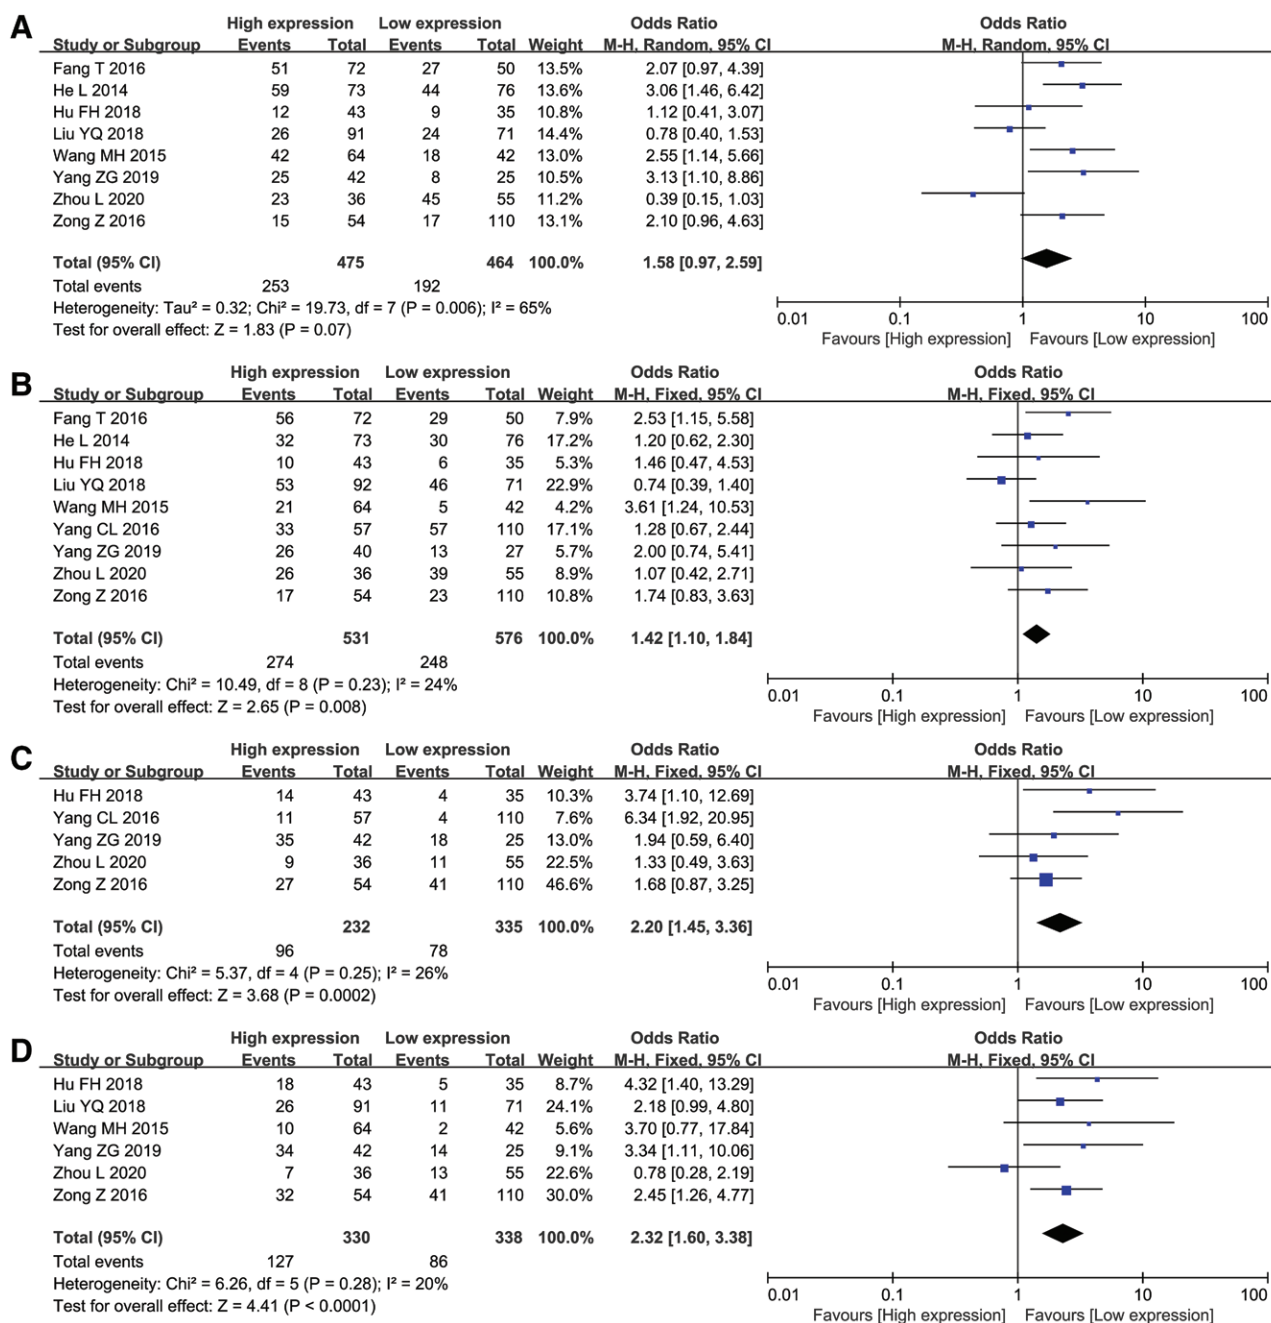 A
High expression Low expression Odds Ratio Odds Ratio
Study or Subgroup Events Total Events Total Weight M-H, Random, 95% CI M-H, Random, 95% CI
Fang T 2016 51 72 27 50 13.5% 2.07 [0.97, 4.39]
He L 2014 59 73 44 76 13.6% 3.06 [1.46, 6.42]
Hu FH 2018 12 43 9 35 10.8% 1.12 [0.41, 3.07]
Liu YQ 2018 26 91 24 71 14.4% 0.78 [0.40, 1.53]
Wang MH 2015 42 64 18 42 13.0% 2.55 [1.14, 5.66]
Yang ZG 2019 25 42 8 25 10.5% 3.13 [1.10, 8.86]
Zhou L 2020 23 36 45 55 11.2% 0.39 [0.15, 1.03]
Zong Z 2016 15 54 17 110 13.1% 2.10 [0.96, 4.63]
Total (95% CI) 475 464 100.0% 1.58 [0.97, 2.59]
Total events 253 192
Heterogeneity: Tau² = 0.32; Chi² = 19.73, df = 7 (P = 0.006); I² = 65%
Test for overall effect: Z = 1.83 (P = 0.07)
0.01 0.1 1 10 100
Favours [High expression] Favours [Low expression]
B
High expression Low expression Odds Ratio Odds Ratio
Study or Subgroup Events Total Events Total Weight M-H, Fixed, 95% CI M-H, Fixed, 95% CI
Fang T 2016 56 72 29 50 7.9% 2.53 [1.15, 5.58]
He L 2014 32 73 30 76 17.2% 1.20 [0.62, 2.30]
Hu FH 2018 10 43 6 35 5.3% 1.46 [0.47, 4.53]
Liu YQ 2018 53 92 46 71 22.9% 0.74 [0.39, 1.40]
Wang MH 2015 21 64 5 42 4.2% 3.61 [1.24, 10.53]
Yang CL 2016 33 57 57 110 17.1% 1.28 [0.67, 2.44]
Yang ZG 2019 26 40 13 27 5.7% 2.00 [0.74, 5.41]
Zhou L 2020 26 36 39 55 8.9% 1.07 [0.42, 2.71]
Zong Z 2016 17 54 23 110 10.8% 1.74 [0.83, 3.63]
Total (95% CI) 531 576 100.0% 1.42 [1.10, 1.84]
Total events 274 248
Heterogeneity: Chi² = 10.49, df = 8 (P = 0.23); I² = 24%
Test for overall effect: Z = 2.65 (P = 0.008)
0.01 0.1 1 10 100
Favours [High expression] Favours [Low expression]
C
High expression Low expression Odds Ratio Odds Ratio
Study or Subgroup Events Total Events Total Weight M-H, Fixed, 95% CI M-H, Fixed, 95% CI
Hu FH 2018 14 43 4 35 10.3% 3.74 [1.10, 12.69]
Yang CL 2016 11 57 4 110 7.6% 6.34 [1.92, 20.95]
Yang ZG 2019 35 42 18 25 13.0% 1.94 [0.59, 6.40]
Zhou L 2020 9 36 11 55 22.5% 1.33 [0.49, 3.63]
Zong Z 2016 27 54 41 110 46.6% 1.68 [0.87, 3.25]
Total (95% CI) 232 335 100.0% 2.20 [1.45, 3.36]
Total events 96 78
Heterogeneity: Chi² = 5.37, df = 4 (P = 0.25); I² = 26%
Test for overall effect: Z = 3.68 (P = 0.0002)
0.01 0.1 1 10 100
Favours [High expression] Favours [Low expression]
D
High expression Low expression Odds Ratio Odds Ratio
Study or Subgroup Events Total Events Total Weight M-H, Fixed, 95% CI M-H, Fixed, 95% CI
Hu FH 2018 18 43 5 35 8.7% 4.32 [1.40, 13.29]
Liu YQ 2018 26 91 11 71 24.1% 2.18 [0.99, 4.80]
Wang MH 2015 10 64 2 42 5.6% 3.70 [0.77, 17.84]
Yang ZG 2019 34 42 14 25 9.1% 3.34 [1.11, 10.06]
Zhou L 2020 7 36 13 55 22.6% 0.78 [0.28, 2.19]
Zong Z 2016 32 54 41 110 30.0% 2.45 [1.26, 4.77]
Total (95% CI) 330 338 100.0% 2.32 [1.60, 3.38]
Total events 127 86
Heterogeneity: Chi² = 6.26, df = 5 (P = 0.28); I² = 20%
Test for overall effect: Z = 4.41 (P < 0.0001)
0.01 0.1 1 10 100
Favours [High expression] Favours [Low expression]